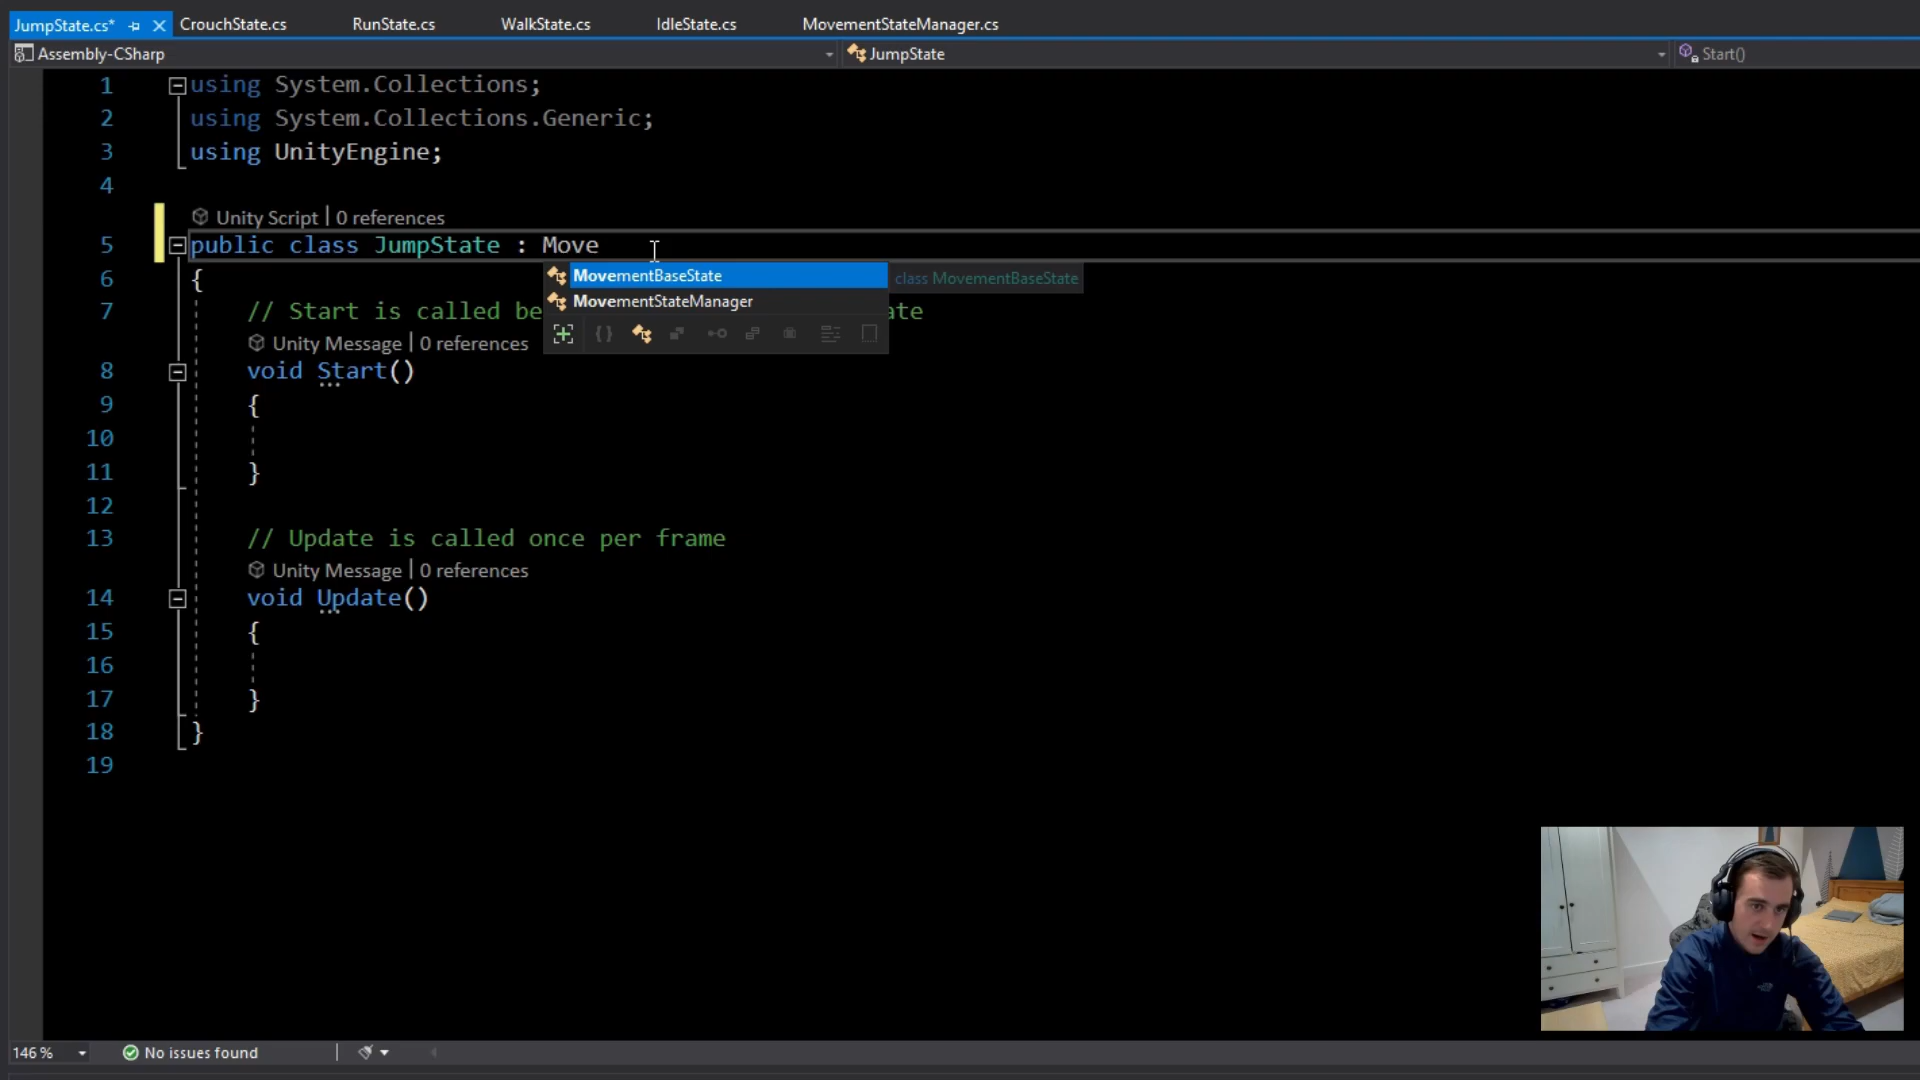 JumpState.cs*
CrouchState.cs
RunState.cs
WalkState.cs
IdleState.cs
MovementStateManager.cs
Assembly-CSharp
JumpState
Start()
1 using System.Collections;
2 using System.Collections.Generic;
3 using UnityEngine;
4
Unity Script | 0 references
5 public class JumpState : Move
MovementBaseState
class MovementBaseState
MovementStateManager
6 {
7 // Start is called be ate
Unity Message | 0 references
8 void Start()
9 {
10
11 }
12
13 // Update is called once per frame
Unity Message | 0 references
14 void Update()
15 {
16
17 }
18 }
19
146 %
No issues found